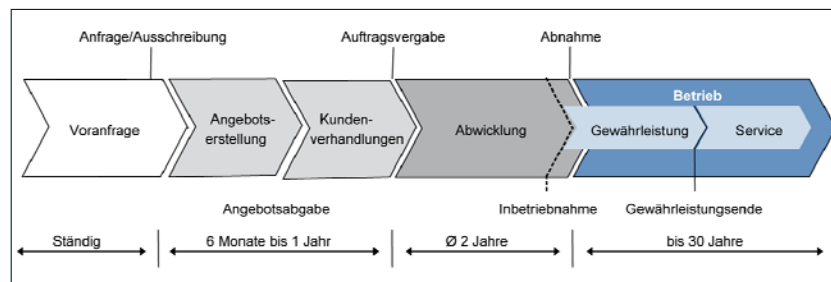 Anfrage/Ausschreibung
Auftragsvergabe
Abnahme
Voranfrage
Angebots-
erstellung
Kunden-
verhandlungen
Abwicklung
Betrieb
Gewährleistung
Service
Angebotsabgabe
Inbetriebnahme
Gewährleistungsende
Ständig
6 Monate bis 1 Jahr
Ø 2 Jahre
bis 30 Jahre